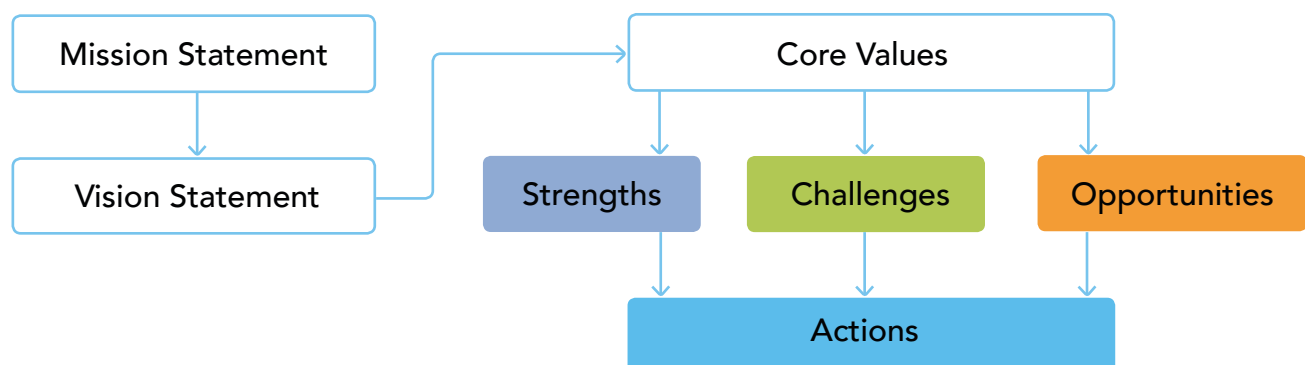 Mission Statement
Vision Statement
Core Values
Strengths
Challenges
Opportunities
Actions